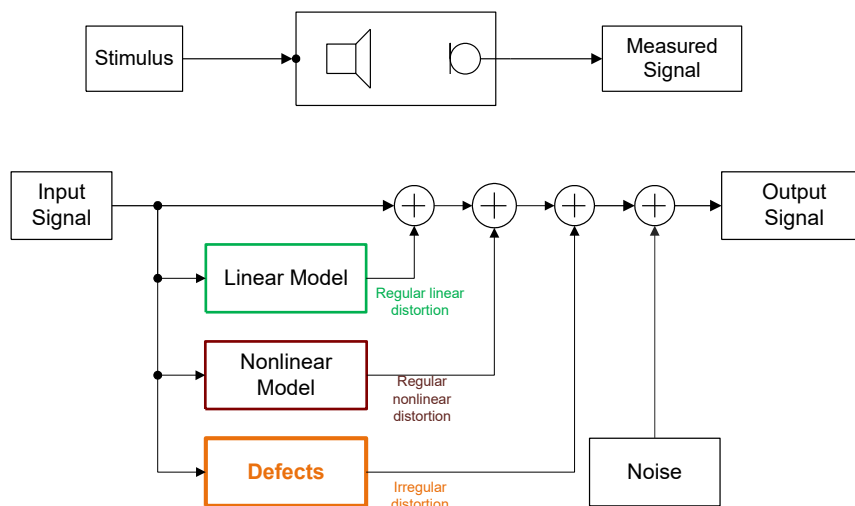 Stimulus
Measured
Signal
Input
Signal
Output
Signal
Linear Model
Regular linear
distortion
Nonlinear
Model
Regular
nonlinear
distortion
Defects
Noise
Irregular
distortion